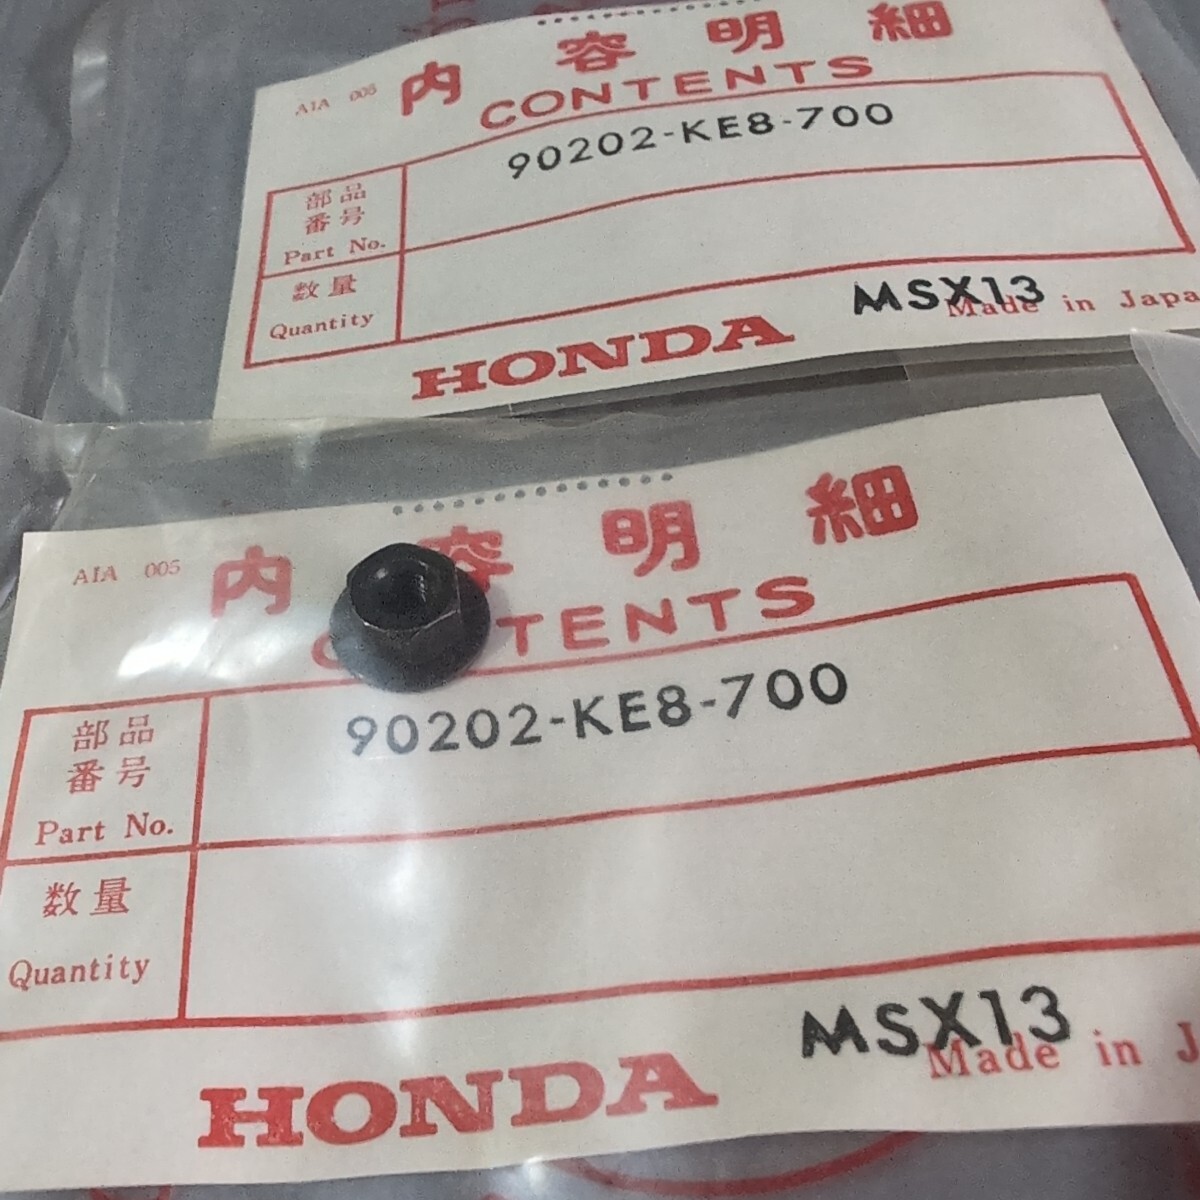 内 容 明 細
AIA 005
CONTENTS
90202-KE8-700
部品
番号
Part No.
数量
Quantity
MSX13
Made in
HONDA
内 容 明 細
AIA 005
90202-KE8-700
部品
番号
Part No.
数量
Quantity
MSX13
Made in
HONDA